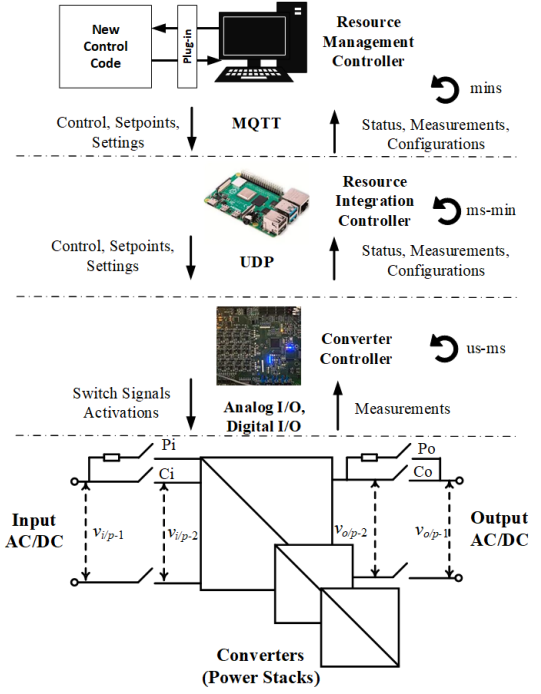 New
Control
Code
Plug-in
Resource
Management
Controller
mins
Control, Setpoints,
Settings
MQTT
Status, Measurements,
Configurations
Resource
Integration
Controller
ms-min
Control, Setpoints,
Settings
UDP
Status, Measurements,
Configurations
Converter
Controller
us-ms
Switch Signals
Activations
Analog I/O,
Digital I/O
Measurements
Pi
Po
Ci
Co
Input
AC/DC
vi/p-1
vi/p-2
vo/p-2
vo/p-1
Output
AC/DC
Converters
(Power Stacks)